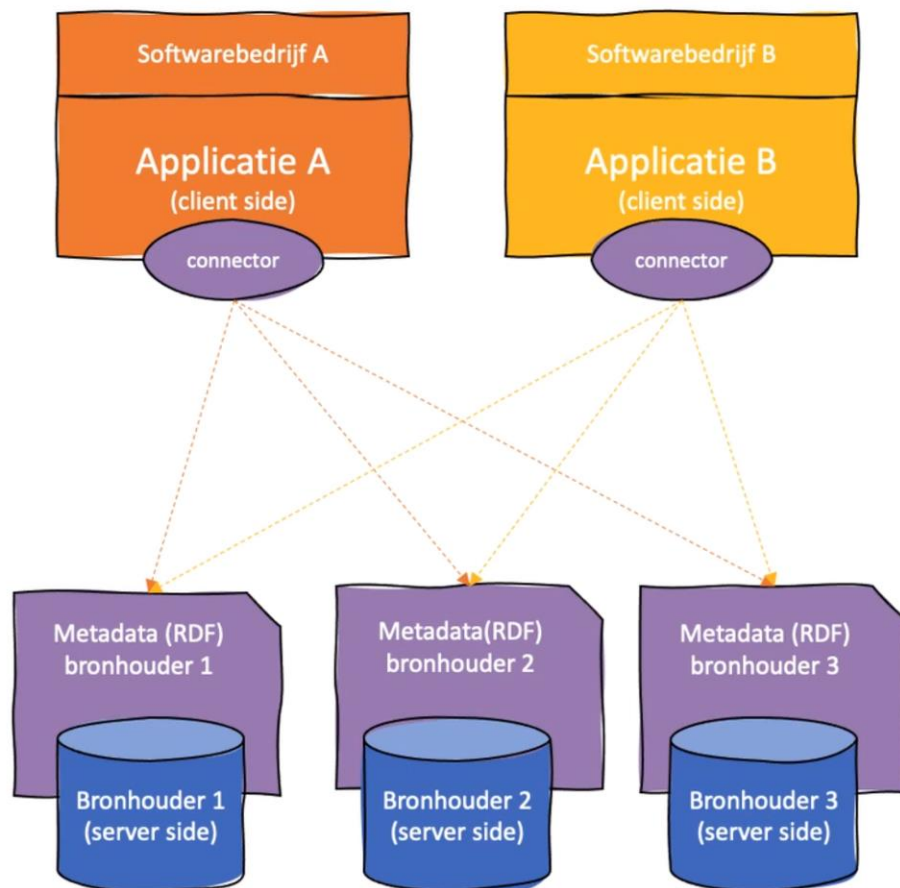 Softwarebedrijf A
Softwarebedrijf B
Applicatie A
(client side)
Applicatie B
(client side)
connector
connector
Metadata (RDF)
bronhouder 1
Metadata(RDF)
bronhouder 2
Metadata (RDF)
bronhouder 3
Bronhouder 1
(server side)
Bronhouder 2
(server side)
Bronhouder 3
(server side)